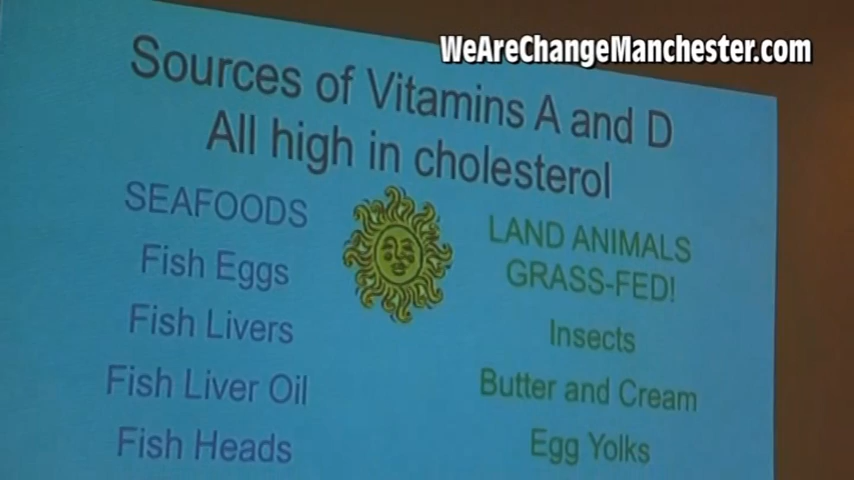 WeAreChangeManchester.com
Sources of Vitamins A and D
All high in cholesterol
SEAFOODS
Fish Eggs
Fish Livers
Fish Liver Oil
Fish Heads
LAND ANIMALS
GRASS-FED!
Insects
Butter and Cream
Egg Yolks